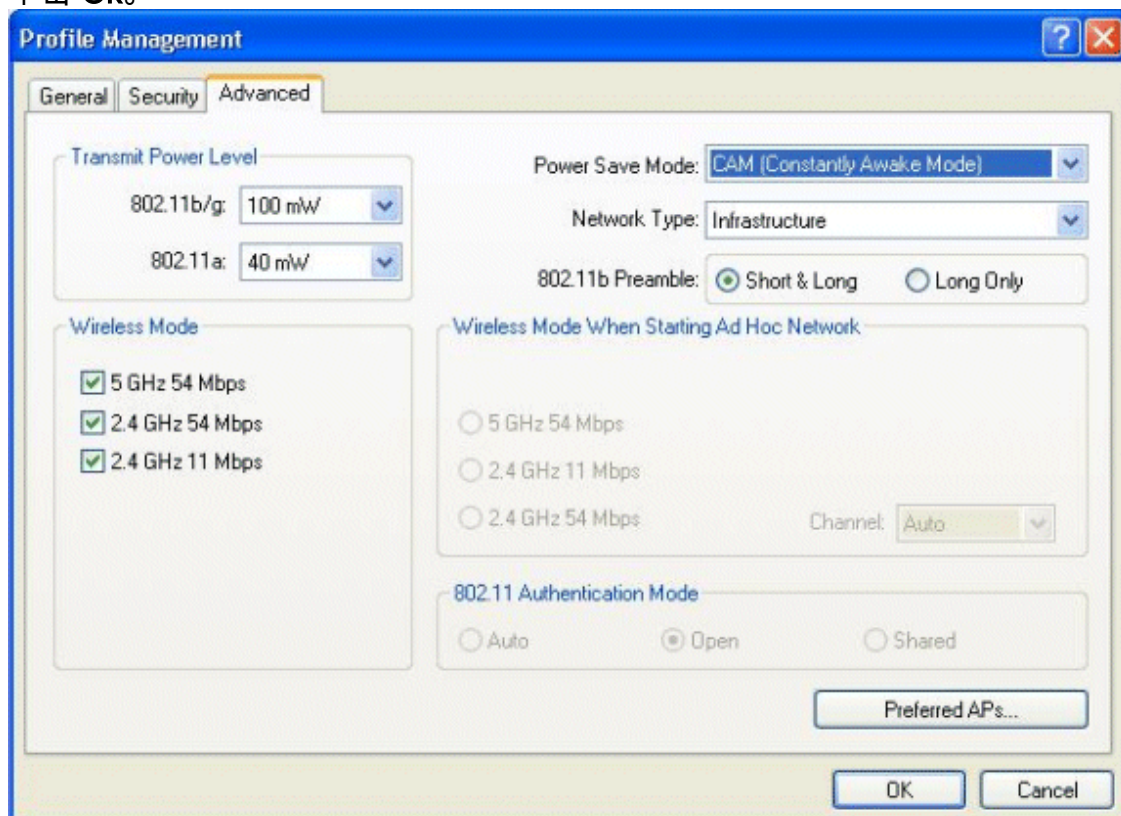 单击 OK。
Profile Management
General Security Advanced
Transmit Power Level
802.11b/g: 100 mW
802.11a: 40 mW
Power Save Mode: CAM (Constantly Awake Mode)
Network Type: Infrastructure
802.11b Preamble: Short & Long Long Only
Wireless Mode
5 GHz 54 Mbps
2.4 GHz 54 Mbps
2.4 GHz 11 Mbps
Wireless Mode When Starting Ad Hoc Network
5 GHz 54 Mbps
2.4 GHz 11 Mbps
2.4 GHz 54 Mbps
Channel: Auto
802.11 Authentication Mode
Auto Open Shared
Preferred APs...
OK Cancel